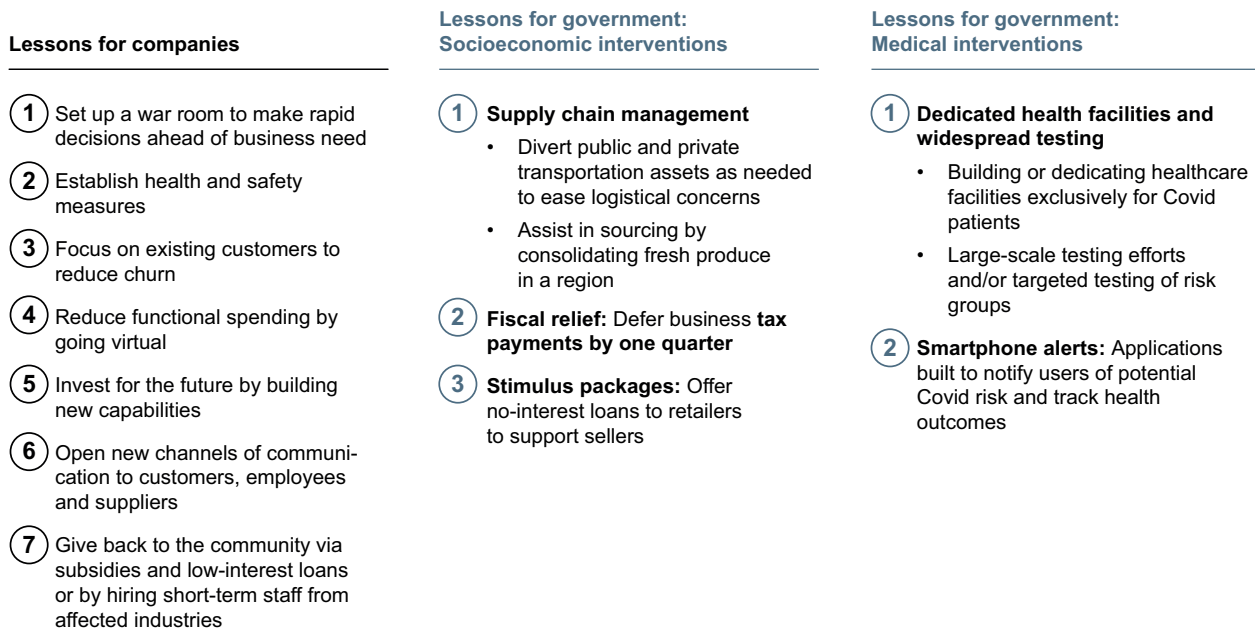 Lessons for companies
1 Set up a war room to make rapid
decisions ahead of business need
2 Establish health and safety
measures
3 Focus on existing customers to
reduce churn
4 Reduce functional spending by
going virtual
5 Invest for the future by building
new capabilities
6 Open new channels of communi-
cation to customers, employees
and suppliers
7 Give back to the community via
subsidies and low-interest loans
or by hiring short-term staff from
affected industries
Lessons for government:
Socioeconomic interventions
1 Supply chain management
• Divert public and private
transportation assets as needed
to ease logistical concerns
• Assist in sourcing by
consolidating fresh produce
in a region
2 Fiscal relief: Defer business tax
payments by one quarter
3 Stimulus packages: Offer
no-interest loans to retailers
to support sellers
Lessons for government:
Medical interventions
1 Dedicated health facilities and
widespread testing
• Building or dedicating healthcare
facilities exclusively for Covid
patients
• Large-scale testing efforts
and/or targeted testing of risk
groups
2 Smartphone alerts: Applications
built to notify users of potential
Covid risk and track health
outcomes